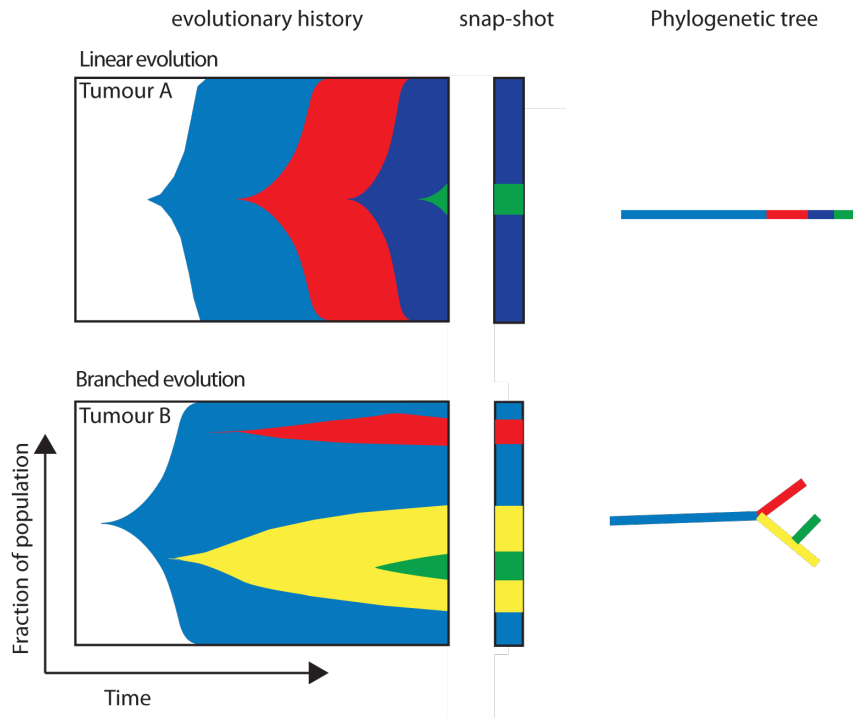 evolutionary history
snap-shot
Phylogenetic tree
Linear evolution
Tumour A
Branched evolution
Tumour B
Fraction of population
Time